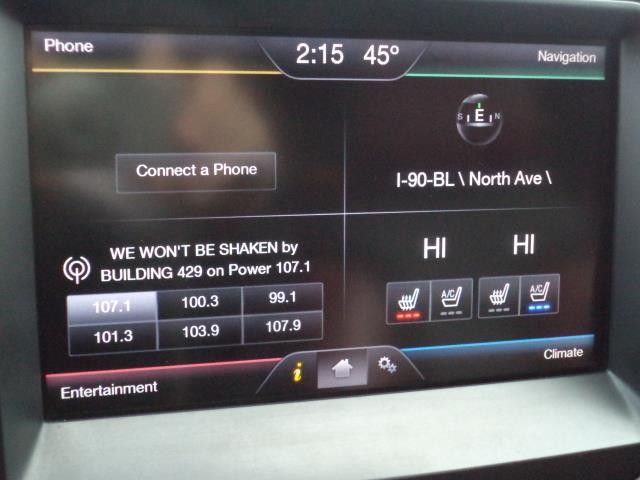 Phone
2:15 45°
Navigation
S E N
Connect a Phone
I-90-BL \ North Ave \
WE WON'T BE SHAKEN by
BUILDING 429 on Power 107.1
107.1 100.3 99.1
101.3 103.9 107.9
HI HI
A/C A/C
Entertainment
i
Climate